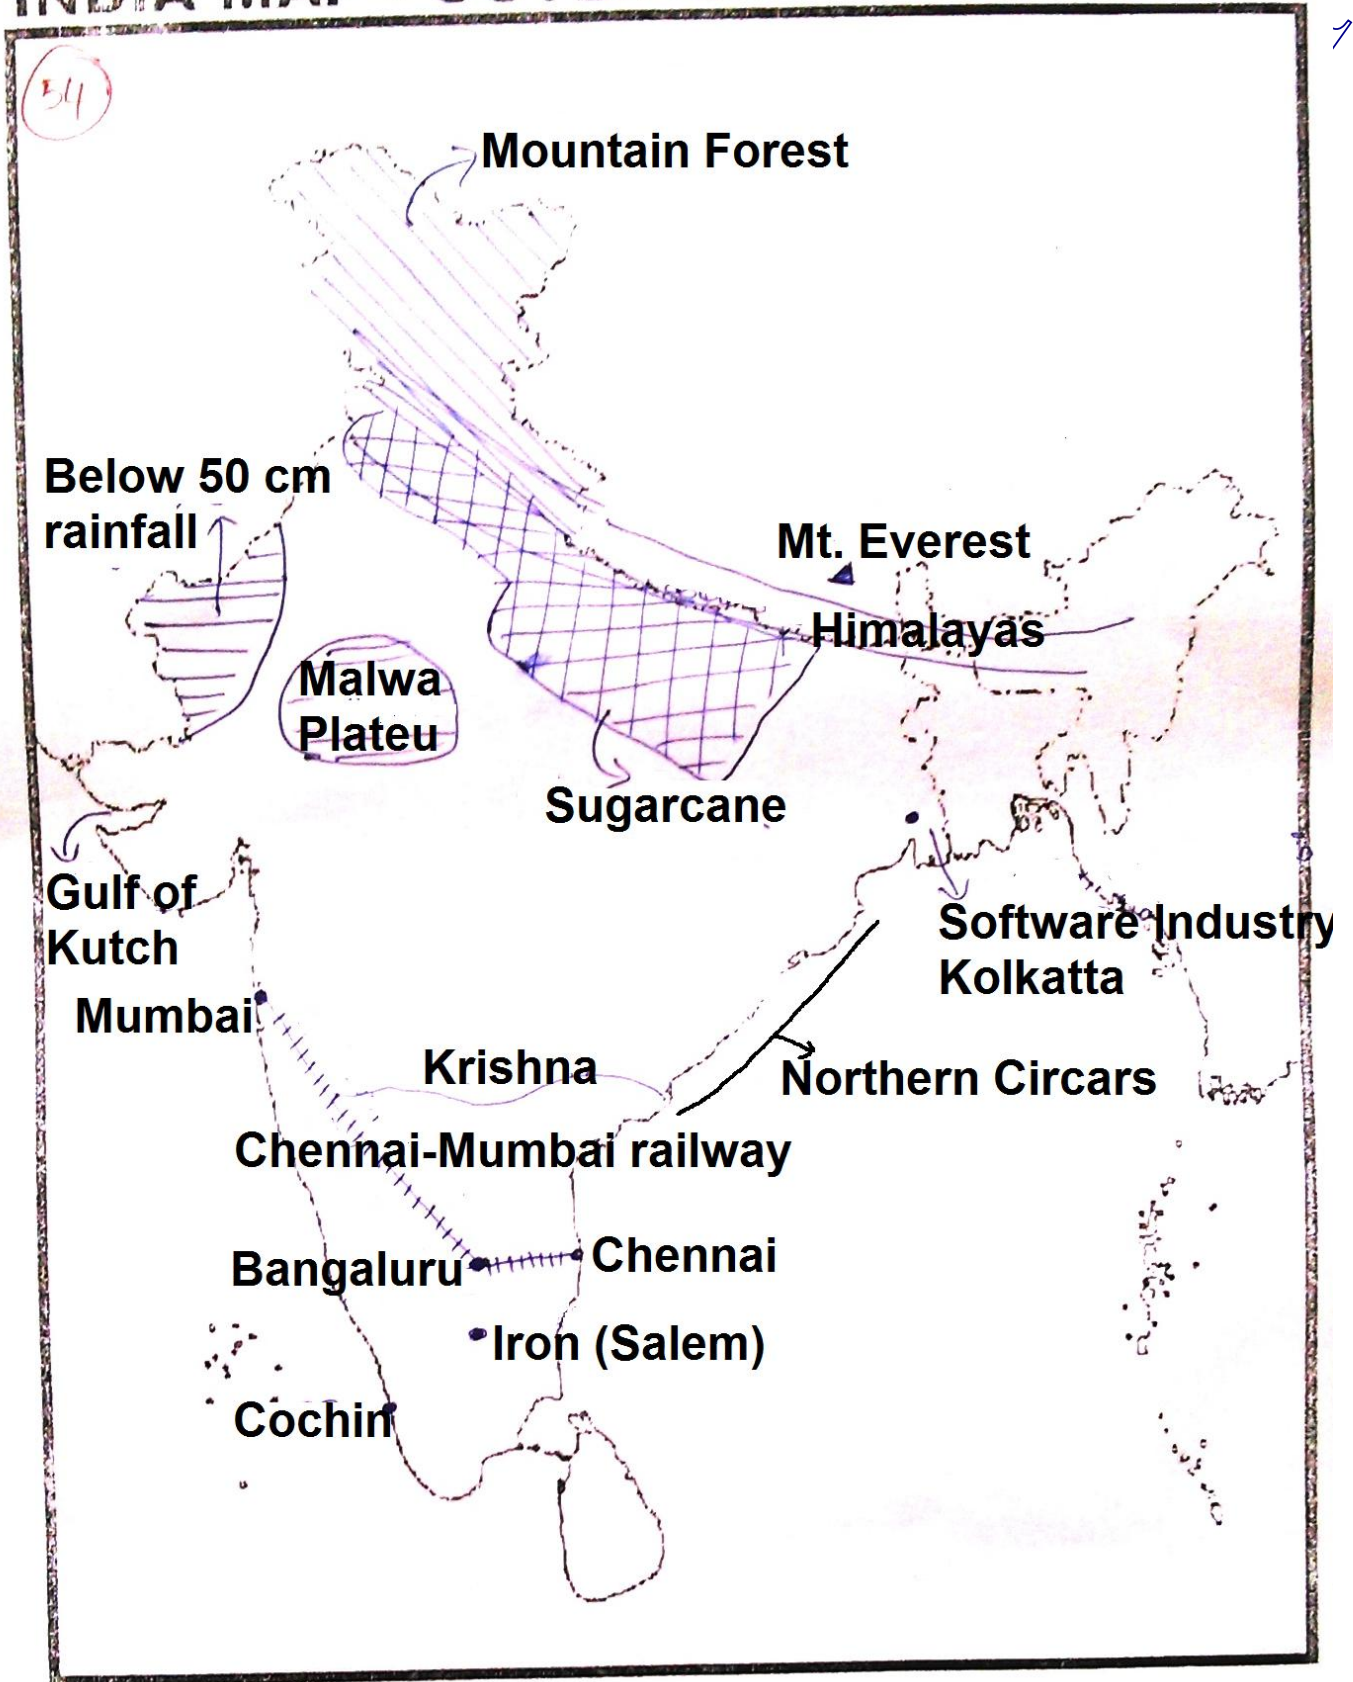 54
Mountain Forest
Below 50 cm
rainfall
Mt. Everest
Himalayas
Malwa
Plateu
Sugarcane
Gulf of
Kutch
Software Industry
Kolkatta
Mumbai
Krishna
Northern Circars
Chennai-Mumbai railway
Bangaluru
Chennai
Iron (Salem)
Cochin